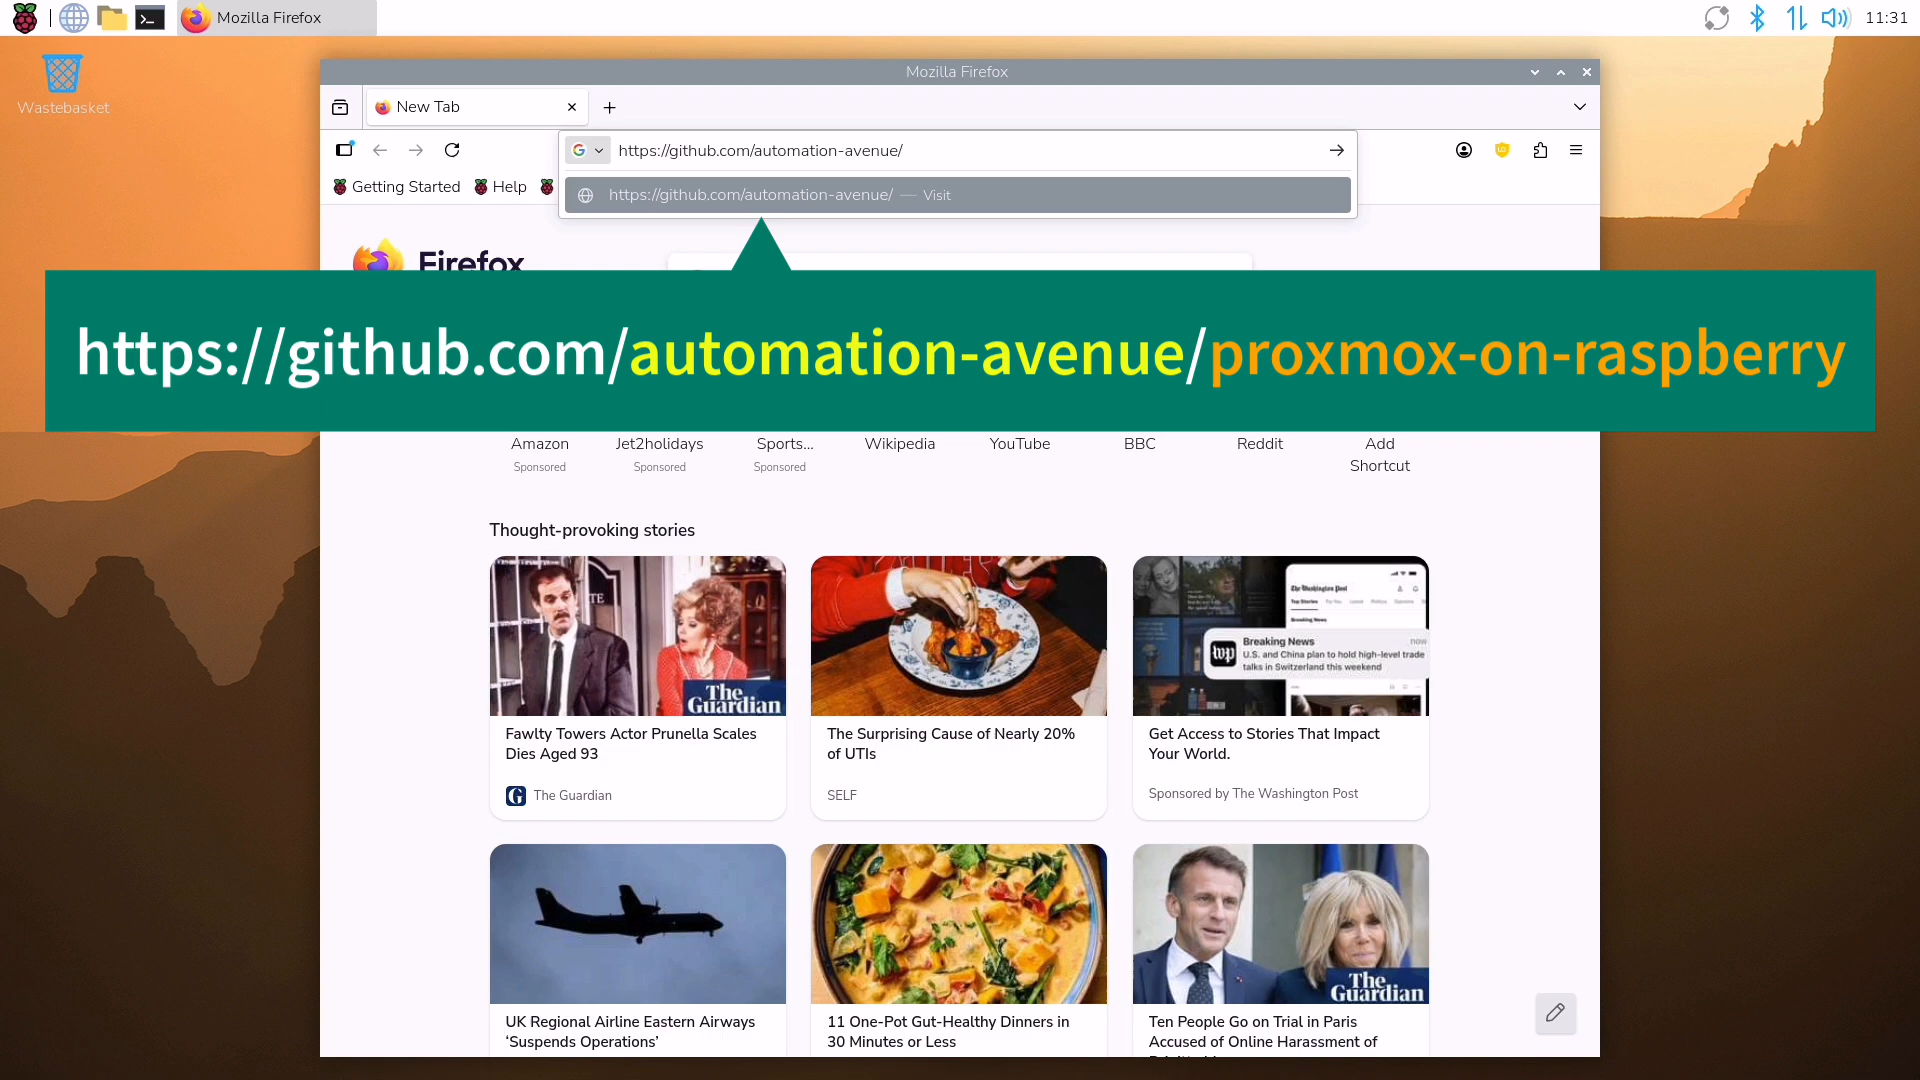 Mozilla Firefox
11:31
Wastebasket
Mozilla Firefox
New Tab
https://github.com/automation-avenue/
Getting Started
Help
https://github.com/automation-avenue/ — Visit
Firefox
https://github.com/automation-avenue/proxmox-on-raspberry
Amazon
Jet2holidays
Sports...
Wikipedia
YouTube
BBC
Reddit
Add
Shortcut
Sponsored
Sponsored
Sponsored
Thought-provoking stories
The
Guardian
The Washington Post
Top Stories
Breaking News
now
U.S. and China plan to hold high-level trade
talks in Switzerland this weekend
Fawlty Towers Actor Prunella Scales
Dies Aged 93
The Guardian
The Surprising Cause of Nearly 20%
of UTIs
SELF
Get Access to Stories That Impact
Your World.
Sponsored by The Washington Post
The
Guardian
UK Regional Airline Eastern Airways
‘Suspends Operations’
11 One-Pot Gut-Healthy Dinners in
30 Minutes or Less
Ten People Go on Trial in Paris
Accused of Online Harassment of